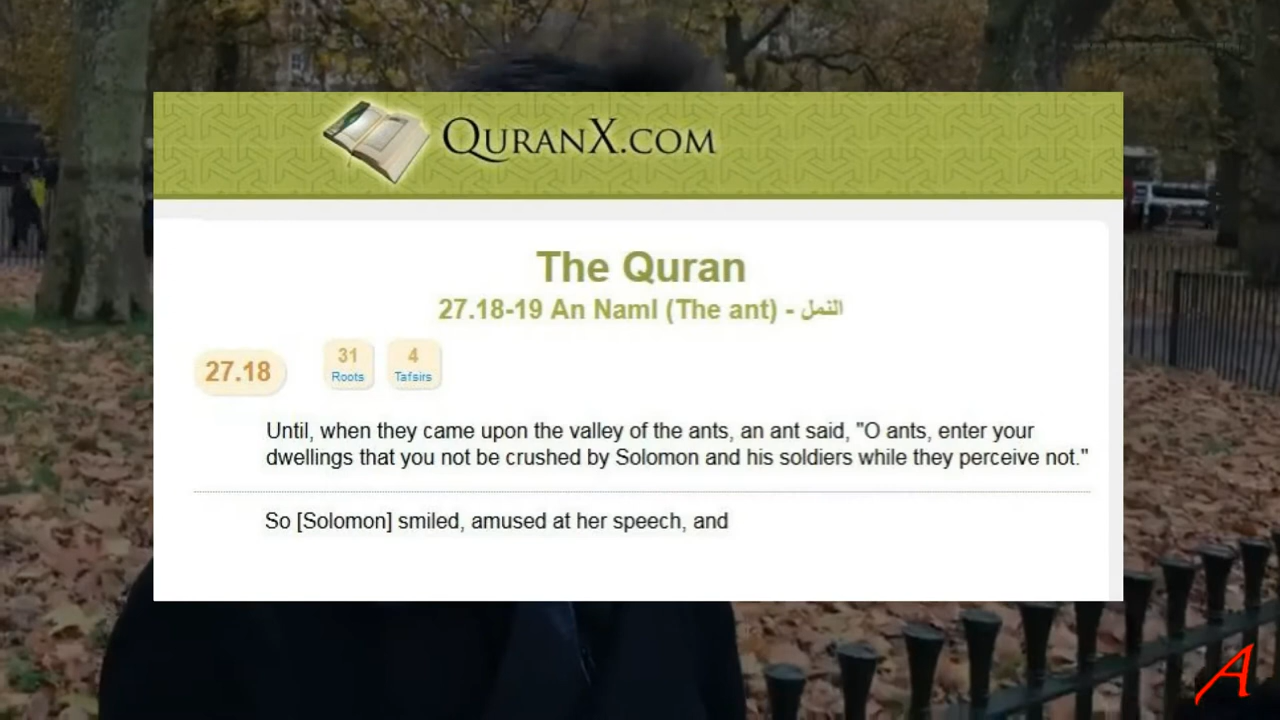 QURANX.COM
The Quran
27.18-19 An Naml (The ant) - النمل
27.18
31
Roots
4
Tafsirs
Until, when they came upon the valley of the ants, an ant said, "O ants, enter your
dwellings that you not be crushed by Solomon and his soldiers while they perceive not."
So [Solomon] smiled, amused at her speech, and
A